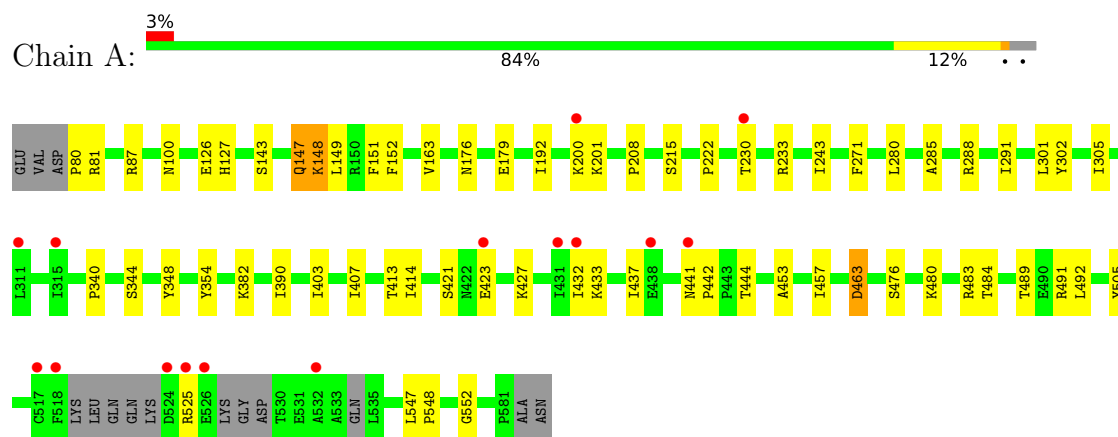 3%
Chain A:
84% 12% • •
GLU VAL ASP P80 R81 R87 N100 E126 H127 S143 Q147 K148 L149 R150 F151 F152 V163 N176 E179 I192 K200 K201 P208 S215 P222 T230 R233 I243 F271 L280 A285 R288 I291 L301 Y302 I305
L311 I315 P340 S344 Y348 Y354 K382 I390 I403 I407 T413 I414 S421 N422 E423 K427 I431 I432 K433 I437 E438 N441 P442 P443 T444 A453 I457 D463 S476 K480 R483 T484 T489 E490 R491 L492
C517 F518 LYS LEU GLN GLN LYS D524 R525 E526 LYS GLY ASP T530 E531 A532 A533 GLN L535 L547 P548 G552 P581 ALA ASN